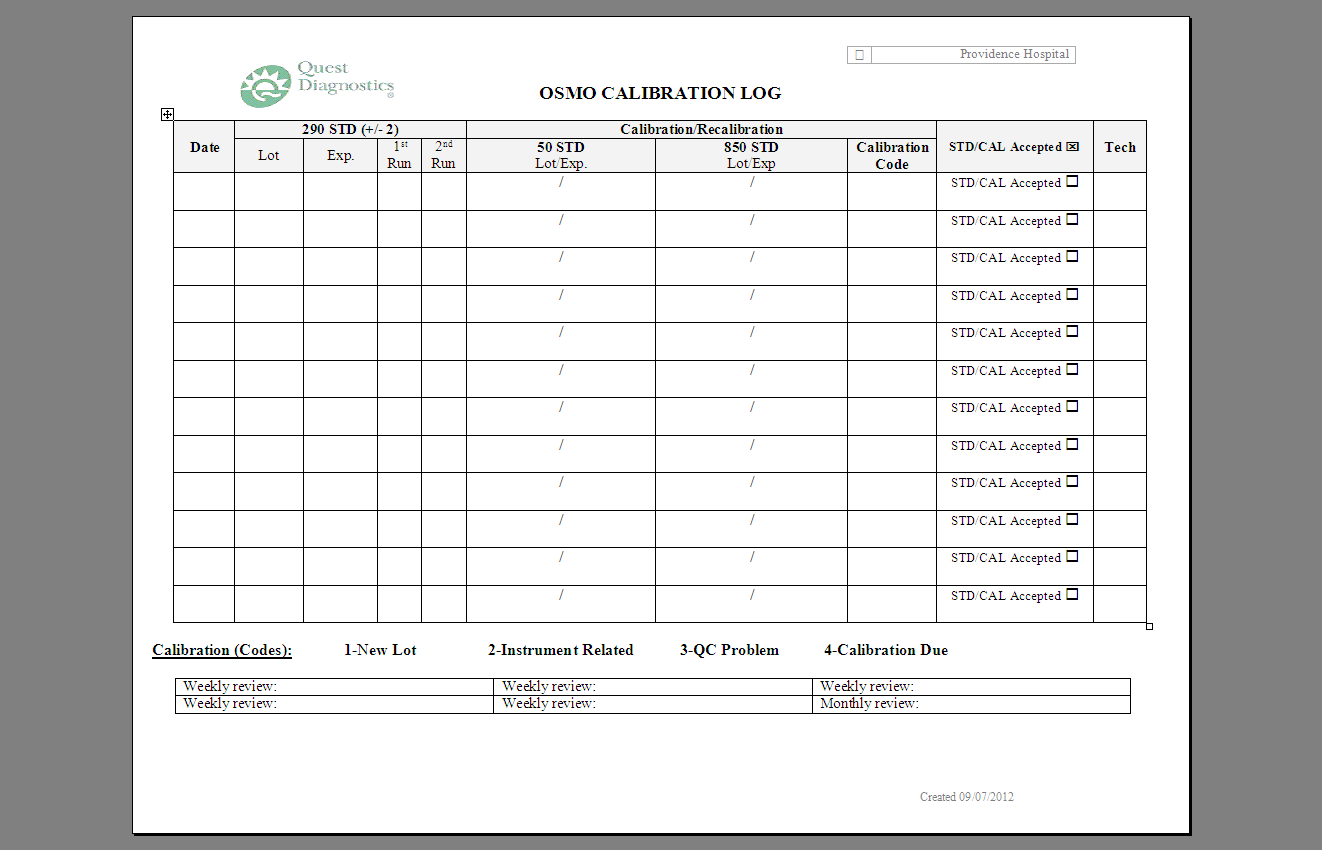 Quest
Diagnostics
Providence Hospital
OSMO CALIBRATION LOG
Date 290 STD (+/- 2) Calibration/Recalibration STD/CAL Accepted ☒ Tech
Lot Exp. 1st Run 2nd Run 50 STD Lot/Exp. 850 STD Lot/Exp Calibration Code
/ / STD/CAL Accepted ☐
/ / STD/CAL Accepted ☐
/ / STD/CAL Accepted ☐
/ / STD/CAL Accepted ☐
/ / STD/CAL Accepted ☐
/ / STD/CAL Accepted ☐
/ / STD/CAL Accepted ☐
/ / STD/CAL Accepted ☐
/ / STD/CAL Accepted ☐
/ / STD/CAL Accepted ☐
/ / STD/CAL Accepted ☐
/ / STD/CAL Accepted ☐
Calibration (Codes): 1-New Lot 2-Instrument Related 3-QC Problem 4-Calibration Due
Weekly review: Weekly review: Weekly review:
Weekly review: Weekly review: Monthly review:
Created 09/07/2012